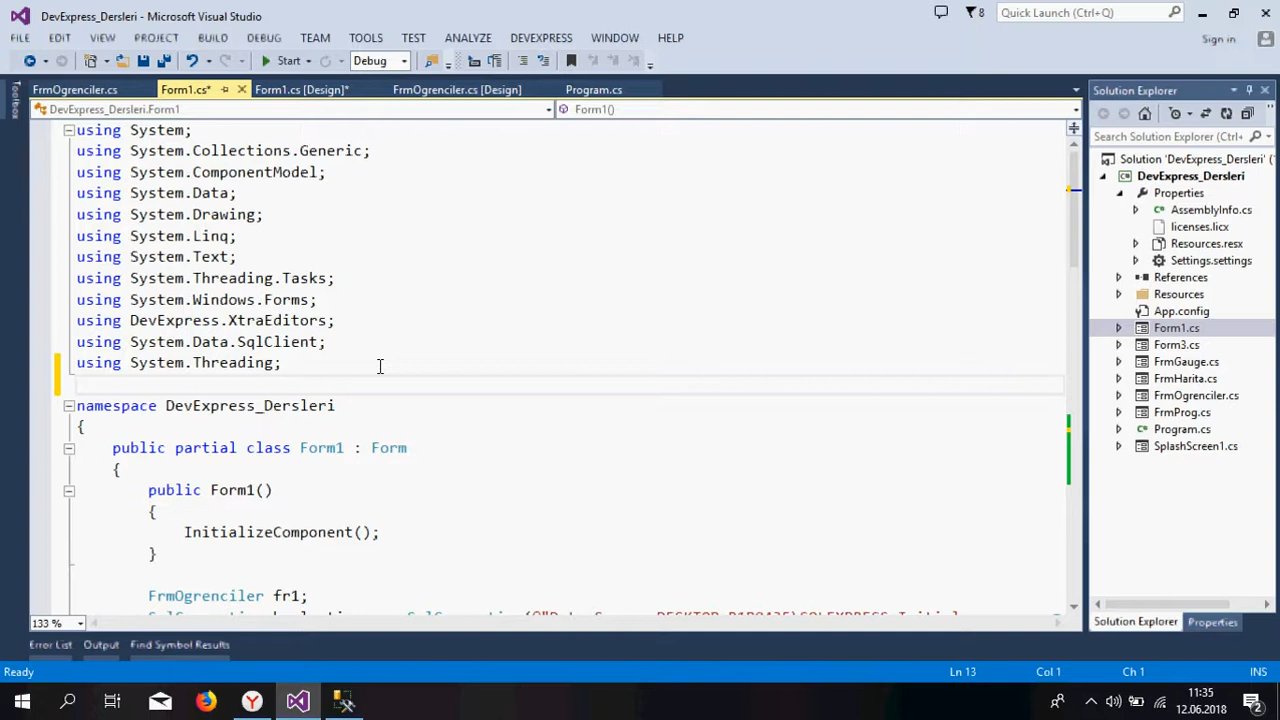 DevExpress_Dersleri - Microsoft Visual Studio
8
Quick Launch (Ctrl+Q)
FILE EDIT VIEW PROJECT BUILD DEBUG TEAM TOOLS TEST ANALYZE DEVEXPRESS WINDOW HELP
Sign in
Start
Debug
Toolbox
FrmOgrenciler.cs
Form1.cs*
Form1.cs [Design]*
FrmOgrenciler.cs [Design]
Program.cs
DevExpress_Dersleri.Form1
Form1()
using System;
using System.Collections.Generic;
using System.ComponentModel;
using System.Data;
using System.Drawing;
using System.Linq;
using System.Text;
using System.Threading.Tasks;
using System.Windows.Forms;
using DevExpress.XtraEditors;
using System.Data.SqlClient;
using System.Threading;
namespace DevExpress_Dersleri
{
public partial class Form1 : Form
{
public Form1()
{
InitializeComponent();
}
FrmOgrenciler fr1;
133 %
Solution Explorer
Search Solution Explorer (Ctrl+
Solution 'DevExpress_Dersleri' (
DevExpress_Dersleri
Properties
AssemblyInfo.cs
licenses.licx
Resources.resx
Settings.settings
References
Resources
App.config
Form1.cs
Form3.cs
FrmGauge.cs
FrmHarita.cs
FrmOgrenciler.cs
FrmProg.cs
Program.cs
SplashScreen1.cs
Solution Explorer
Properties
Error List
Output
Find Symbol Results
Ready
Ln 13
Col 1
Ch 1
INS
11:35
12.06.2018
2